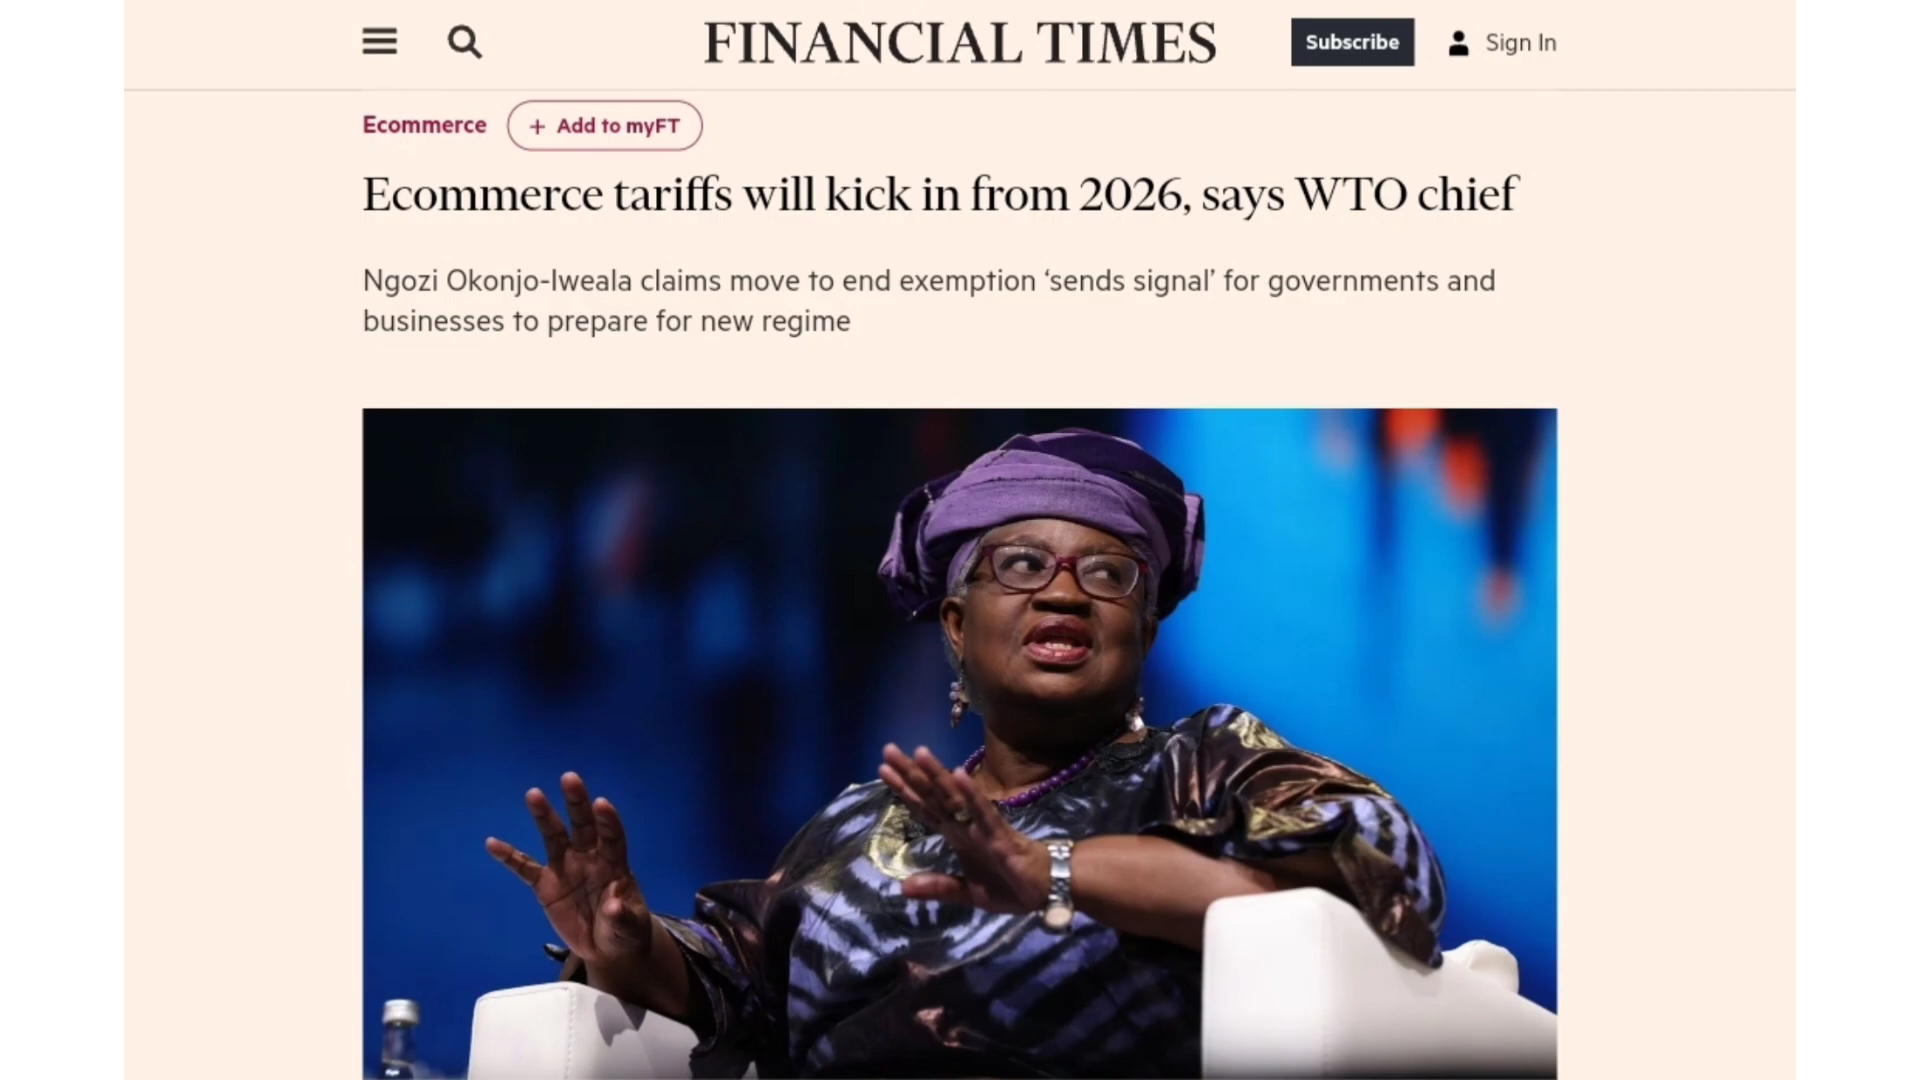 FINANCIAL TIMES
Subscribe
Sign In
Ecommerce
+ Add to myFT
Ecommerce tariffs will kick in from 2026, says WTO chief
Ngozi Okonjo-Iweala claims move to end exemption ‘sends signal’ for governments and
businesses to prepare for new regime